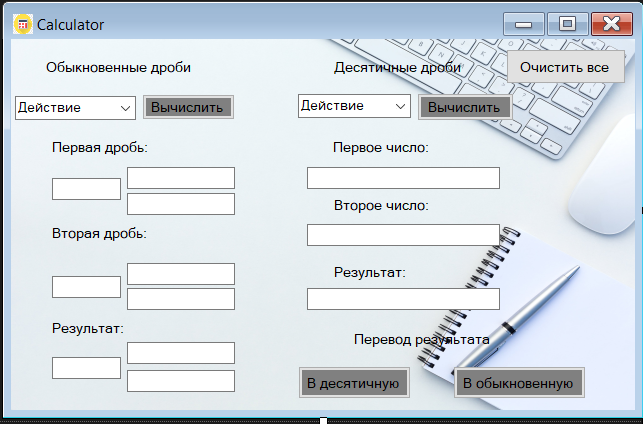 Calculator
Обыкновенные дроби
Десятичные дроби
Очистить все
Действие
Вычислить
Действие
Вычислить
Первая дробь:
Первое число:
Второе число:
Вторая дробь:
Результат:
Результат:
Перевод результата
В десятичную
В обыкновенную